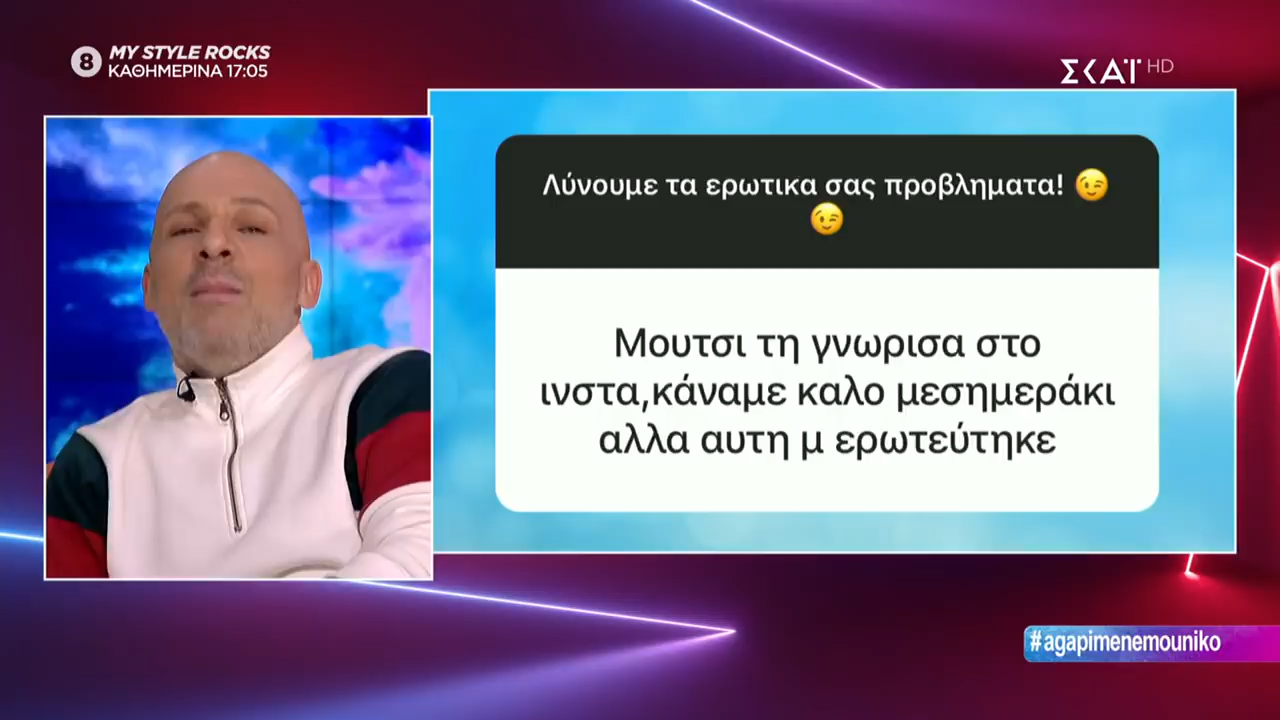 8
MY STYLE ROCKS
ΚΑΘΗΜΕΡΙΝΑ 17:05
ΣΚΑΪ HD
Λύνουμε τα ερωτικα σας προβληματα! 😉
😉
Μουτσι τη γνωρισα στο
ινστα,κάναμε καλο μεσημεράκι
αλλα αυτη μ ερωτεύτηκε
#agapimenemouniko